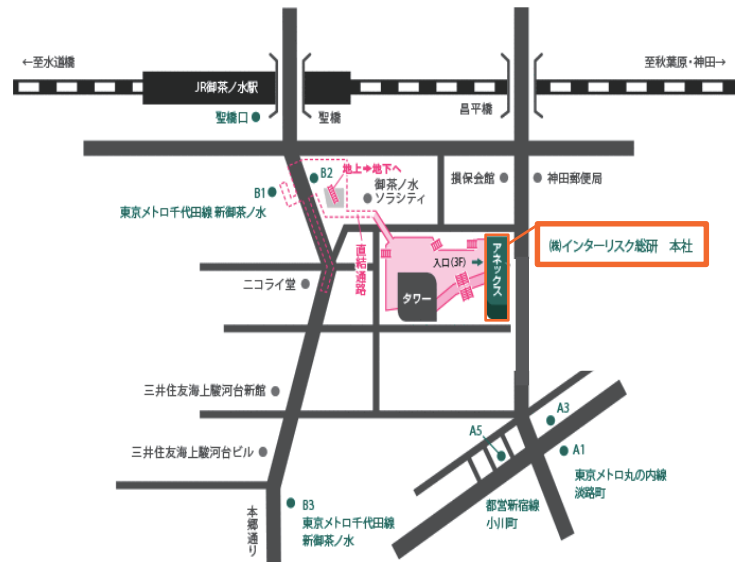 ←至水道橋
至秋葉原・神田→
JR御茶ノ水駅
昌平橋
聖橋口
聖橋
地上→地下へ
B2
B1
御茶ノ水
ソラシティ
損保会館
神田郵便局
東京メトロ千代田線 新御茶ノ水
直結通路
入口(3F)
アネックス
㈱インターリスク総研 本社
ニコライ堂
タワー
三井住友海上駿河台新館
A3
A5
A1
三井住友海上駿河台ビル
東京メトロ丸の内線
淡路町
都営新宿線
小川町
B3
東京メトロ千代田線
新御茶ノ水
本郷通り